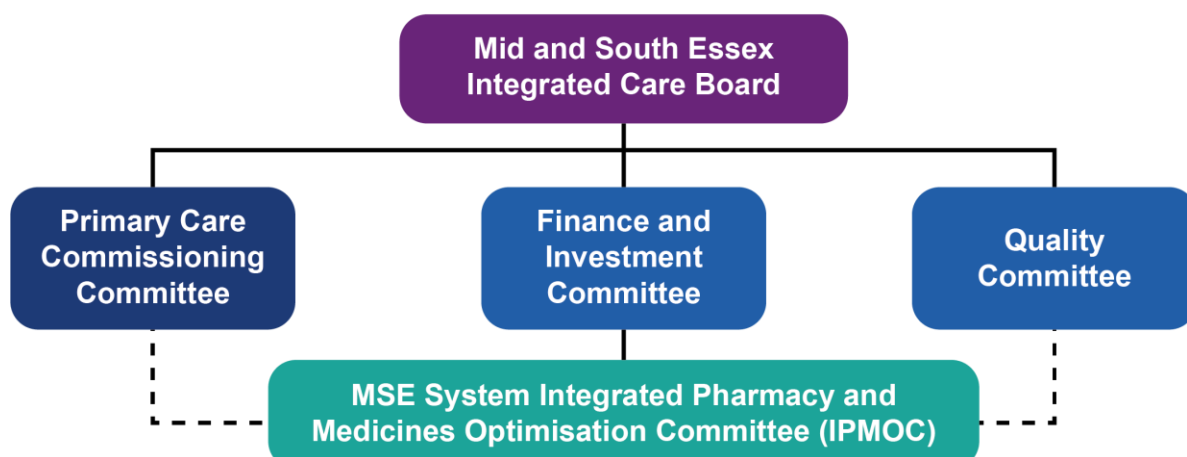 Mid and South Essex
Integrated Care Board
Primary Care
Commissioning
Committee
Finance and
Investment
Committee
Quality
Committee
MSE System Integrated Pharmacy and
Medicines Optimisation Committee (IPMOC)